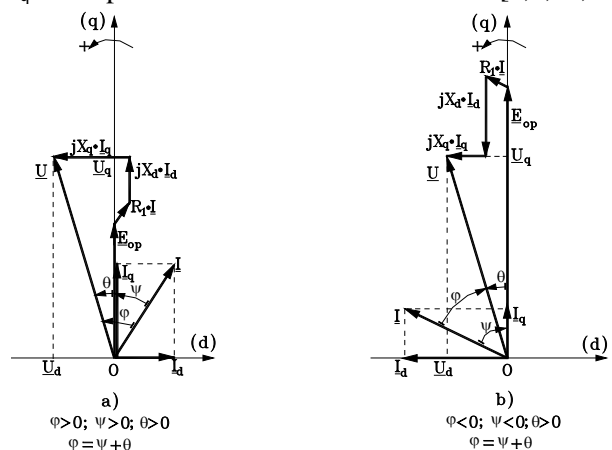 (q)
+
jXq•Iq
U
Uq
jXd•Id
R1•I
Eop
Iq
I
θ
ψ
φ
(d)
Ud
0
Id
a)
φ>0; ψ>0; θ>0
φ=ψ+θ
(q)
+
R1•I
jXd•Id
Eop
jXq•Iq
U
Uq
θ
φ
I
ψ
Iq
(d)
Id
Ud
0
b)
φ<0; ψ<0; θ>0
φ=ψ+θ